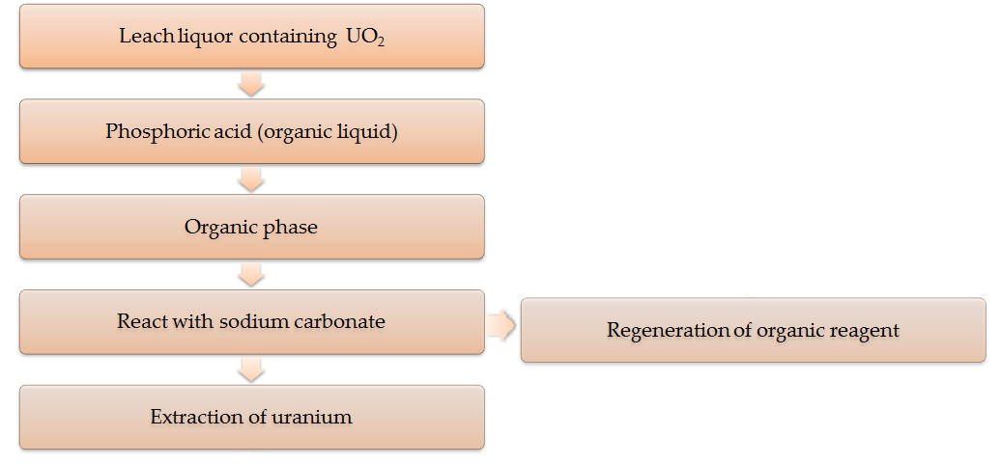 Leach liquor containing UO₂
Phosphoric acid (organic liquid)
Organic phase
React with sodium carbonate
Regeneration of organic reagent
Extraction of uranium